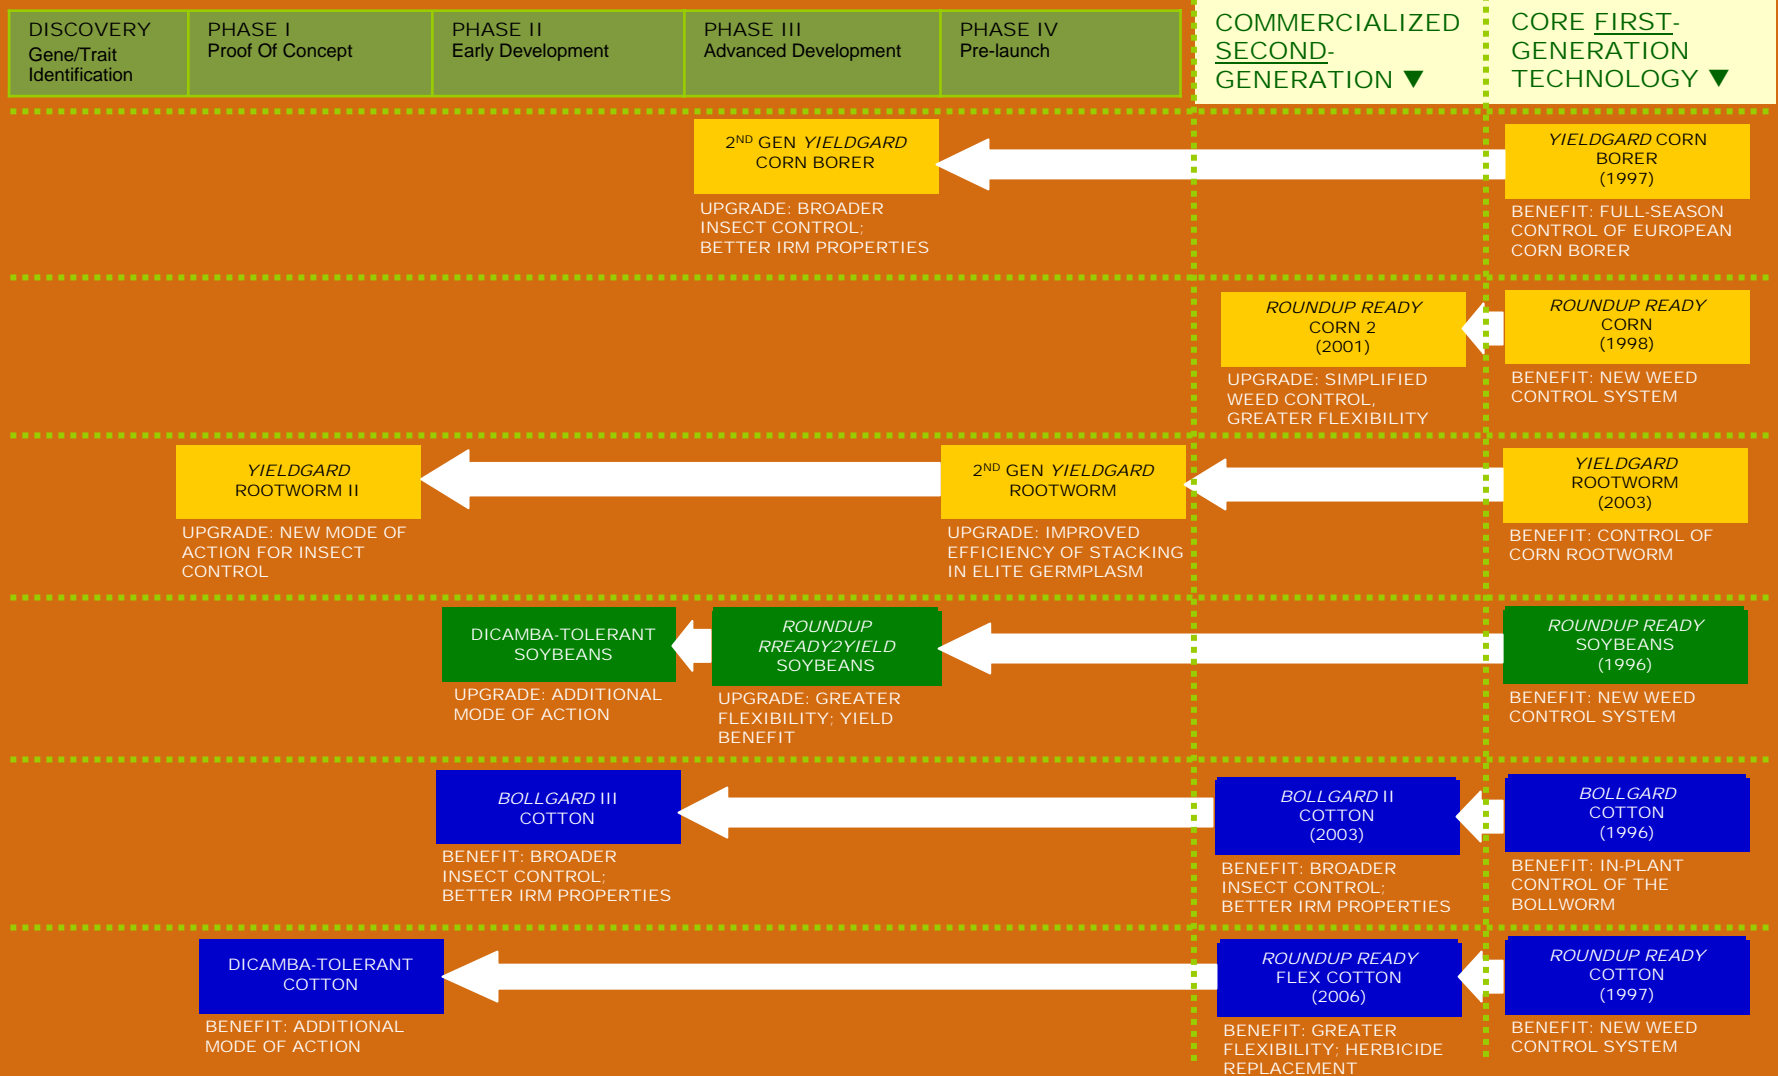 DISCOVERY
Gene/Trait
Identification
PHASE I
Proof Of Concept
PHASE II
Early Development
PHASE III
Advanced Development
PHASE IV
Pre-launch
COMMERCIALIZED
SECOND-
GENERATION ▼
CORE FIRST-
GENERATION
TECHNOLOGY ▼
2ND GEN YIELDGARD
CORN BORER
UPGRADE: BROADER
INSECT CONTROL;
BETTER IRM PROPERTIES
YIELDGARD CORN
BORER
(1997)
BENEFIT: FULL-SEASON
CONTROL OF EUROPEAN
CORN BORER
ROUNDUP READY
CORN 2
(2001)
UPGRADE: SIMPLIFIED
WEED CONTROL,
GREATER FLEXIBILITY
ROUNDUP READY
CORN
(1998)
BENEFIT: NEW WEED
CONTROL SYSTEM
YIELDGARD
ROOTWORM II
UPGRADE: NEW MODE OF
ACTION FOR INSECT
CONTROL
2ND GEN YIELDGARD
ROOTWORM
UPGRADE: IMPROVED
EFFICIENCY OF STACKING
IN ELITE GERMPLASM
YIELDGARD
ROOTWORM
(2003)
BENEFIT: CONTROL OF
CORN ROOTWORM
DICAMBA-TOLERANT
SOYBEANS
UPGRADE: ADDITIONAL
MODE OF ACTION
ROUNDUP
RREADY2YIELD
SOYBEANS
UPGRADE: GREATER
FLEXIBILITY; YIELD
BENEFIT
ROUNDUP READY
SOYBEANS
(1996)
BENEFIT: NEW WEED
CONTROL SYSTEM
BOLLGARD III
COTTON
BENEFIT: BROADER
INSECT CONTROL;
BETTER IRM PROPERTIES
BOLLGARD II
COTTON
(2003)
BENEFIT: BROADER
INSECT CONTROL;
BETTER IRM PROPERTIES
BOLLGARD
COTTON
(1996)
BENEFIT: IN-PLANT
CONTROL OF THE
BOLLWORM
DICAMBA-TOLERANT
COTTON
BENEFIT: ADDITIONAL
MODE OF ACTION
ROUNDUP READY
FLEX COTTON
(2006)
BENEFIT: GREATER
FLEXIBILITY; HERBICIDE
REPLACEMENT
ROUNDUP READY
COTTON
(1997)
BENEFIT: NEW WEED
CONTROL SYSTEM